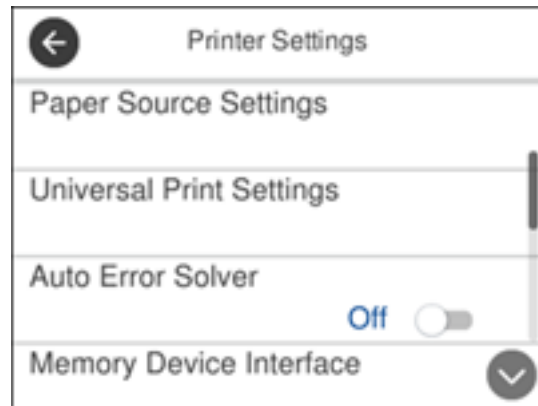 Printer Settings
Paper Source Settings
Universal Print Settings
Auto Error Solver
Off
Memory Device Interface